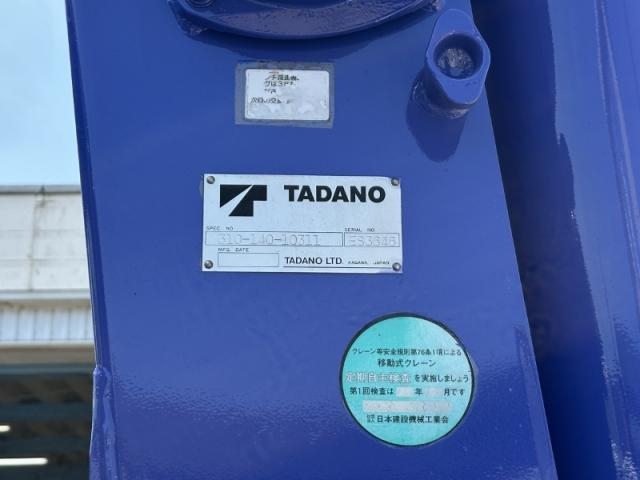 TADANO
SPEC. NO.
SERIAL NO.
310-140-10311
MFG. DATE
TADANO LTD. KAGAWA, JAPAN
クレーン等安全規則第76条1項による
移動式クレーン
定期自主検査を実施しましょう
第1回検査は 年 月です
日本建設機械工業会